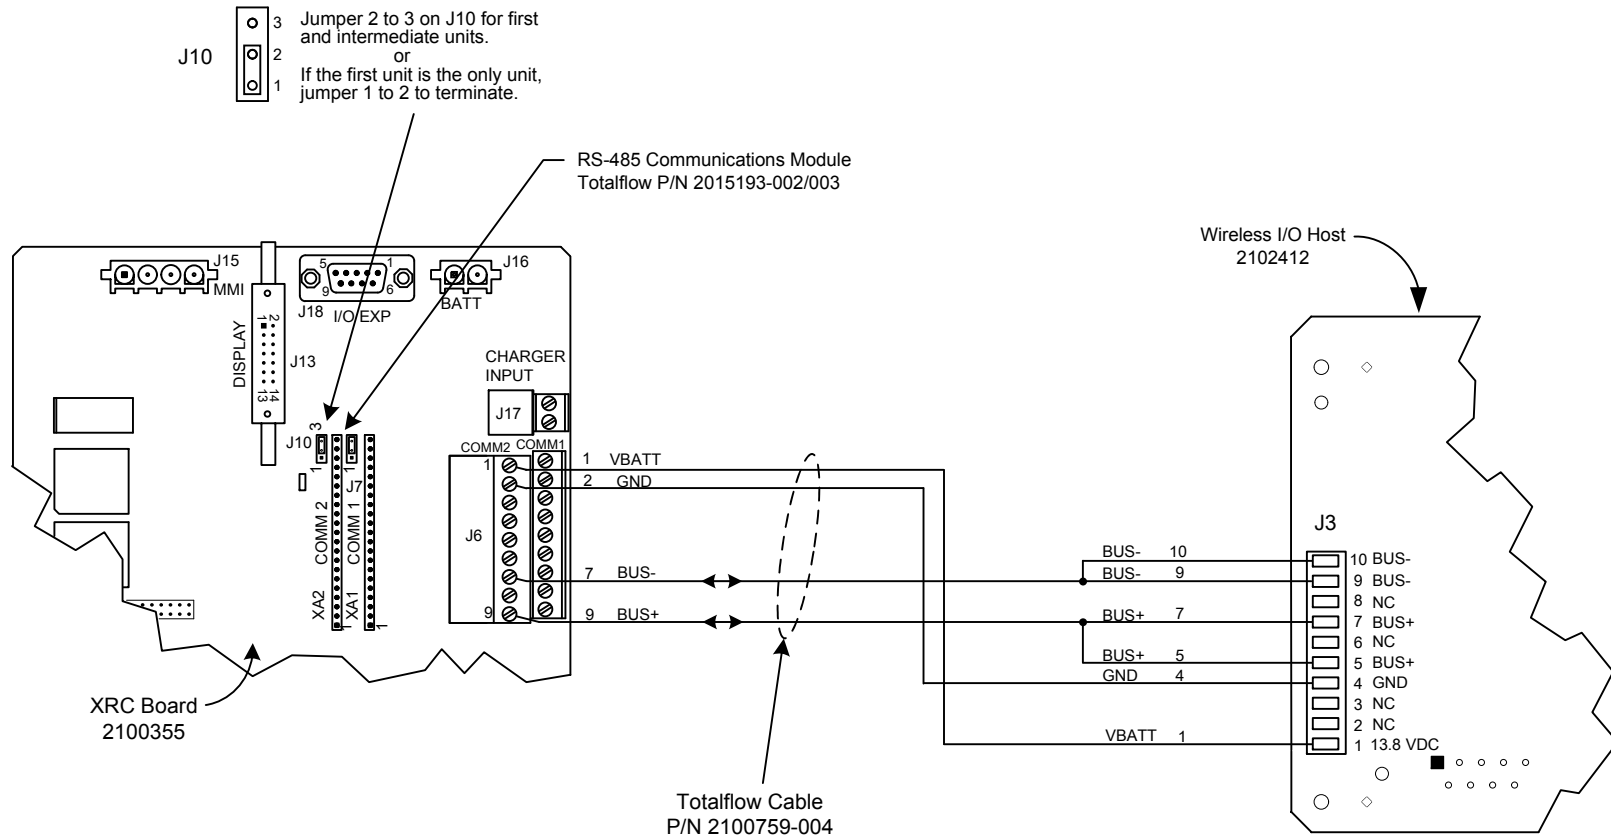 J10
3
2
1
Jumper 2 to 3 on J10 for first
and intermediate units.
or
If the first unit is the only unit,
jumper 1 to 2 to terminate.
RS-485 Communications Module
Totalflow P/N 2015193-002/003
J15
MMI
J18
5
1
9
6
I/O EXP
J16
BATT
DISPLAY
1
2
13
14
J13
CHARGER
INPUT
J17
J10
3
1
1
J7
XA2
COMM 2
XA1
COMM 1
1
1
COMM2
COMM1
1
J6
9
1 VBATT
2 GND
7 BUS-
9 BUS+
XRC Board
2100355
Totalflow Cable
P/N 2100759-004
Wireless I/O Host
2102412
J3
BUS- 10
BUS- 9
BUS+ 7
BUS+ 5
GND 4
VBATT 1
10 BUS-
9 BUS-
8 NC
7 BUS+
6 NC
5 BUS+
4 GND
3 NC
2 NC
1 13.8 VDC